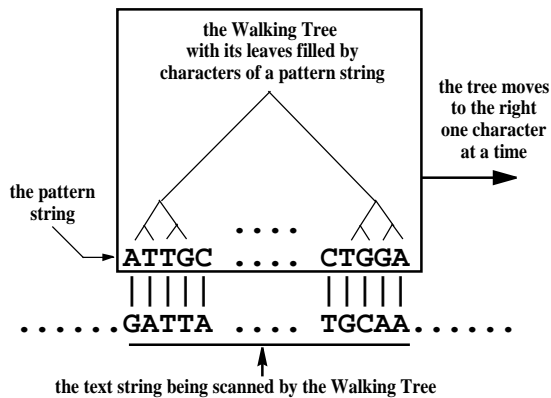 the Walking Tree
with its leaves filled by
characters of a pattern string
the tree moves
to the right
one character
at a time
the pattern
string
. . . .
ATTGC . . . . CTGGA
. . . . . . GATTA . . . . TGCAA . . . . . .
the text string being scanned by the Walking Tree